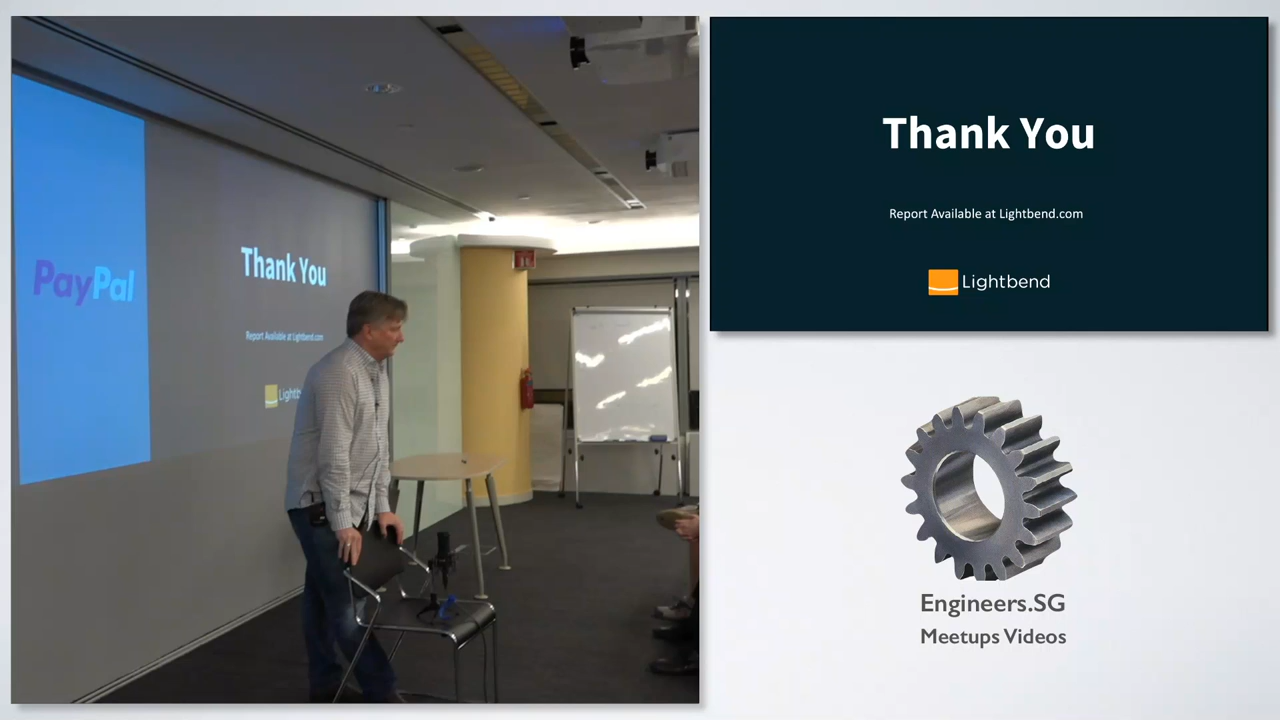 PayPal
Thank You
Report Available at Lightbend.com
Lightb
Thank You
Report Available at Lightbend.com
Lightbend
Engineers.SG
Meetups Videos